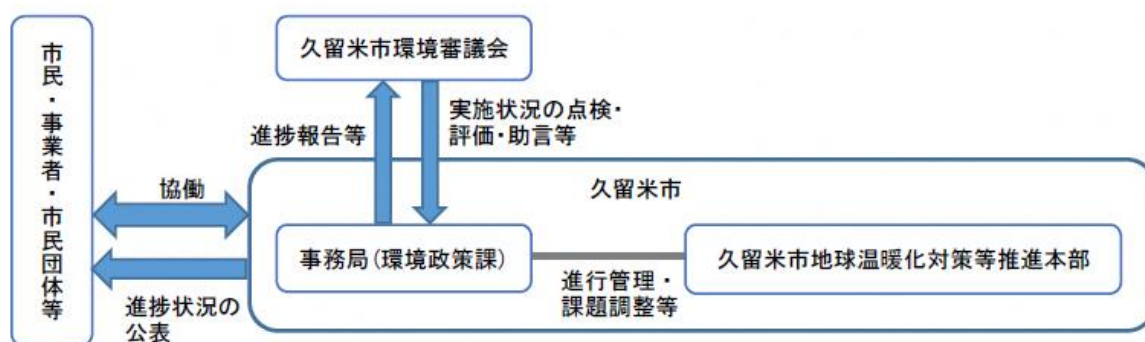 市民・事業者・市民団体等
久留米市環境審議会
進捗報告等
実施状況の点検・
評価・助言等
協働
久留米市
事務局(環境政策課)
久留米市地球温暖化対策等推進本部
進行管理・
課題調整等
進捗状況の
公表